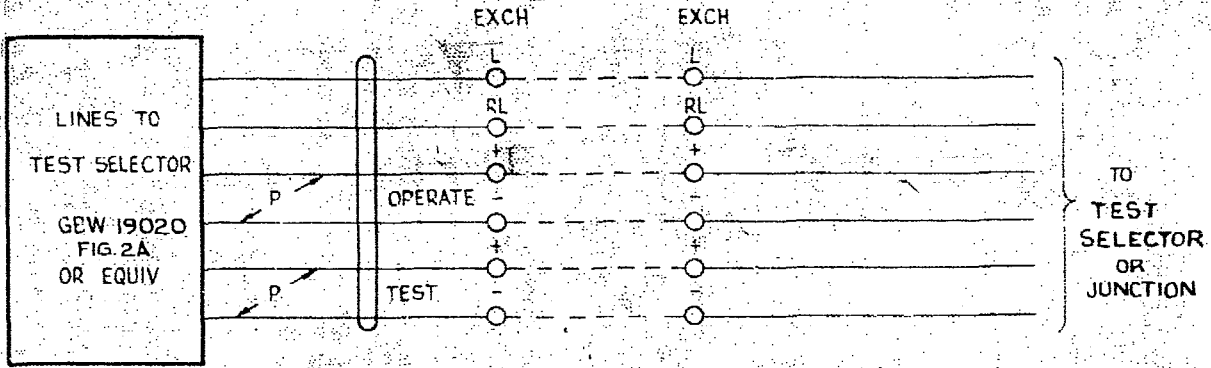 EXCH EXCH
L L
LINES TO
TEST SELECTOR
GEW 19020
FIG. 2A
OR EQUIV
RL RL
+ +
P OPERATE - -
+ +
P TEST - -
TO
TEST
SELECTOR
OR
JUNCTION